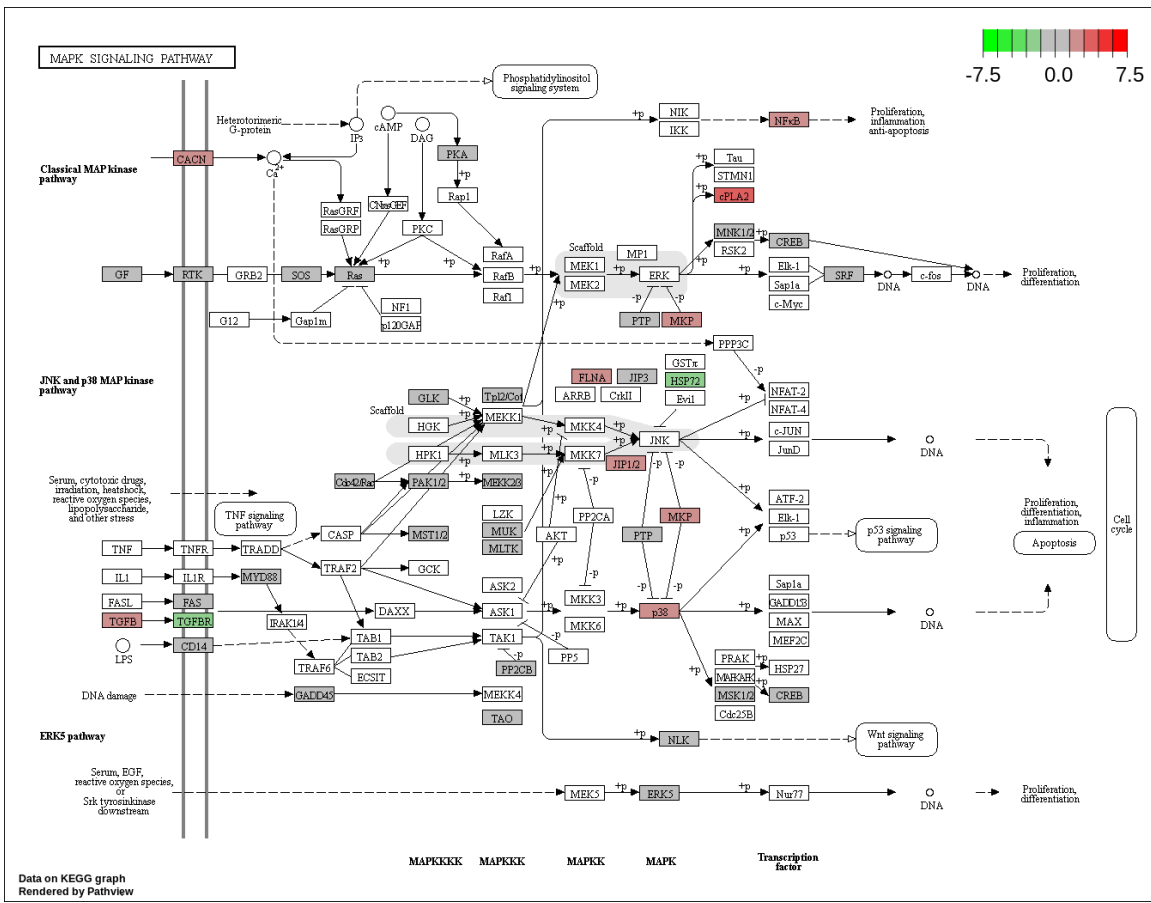 MAPK SIGNALING PATHWAY
-7.5 0.0 7.5
Phosphatidylinositol
signaling system
Heterotorimeric
G-protein
IP3
cAMP
DAG
+p
NIK
IKK
NFκB
Proliferation,
inflammation
anti-apoptosis
Classical MAP kinase
pathway
CACN
Ca2+
PKA
+p
Rap1
+p
Tau
STMN1
+p
cPLA2
RasGRF
RasGRP
CNrasGEF
PKC
RafA
RafB
Raf1
Scaffold
MP1
MEK1
MEK2
ERK
MNK1/2
RSK2
+p
CREB
+p
GF
RTK
GRB2
SOS
Ras
+p
+p
+p
+p
+p
Elk-1
Sap1a
c-Myc
SRF
DNA
c-fos
DNA
Proliferation,
differentiation
G12
Gap1m
NF1
p120GAP
+p
-p
-p
PTP
MKP
PPP3C
-p
JNK and p38 MAP kinase
pathway
FLNA
JIP3
GSTπ
HSP72
Evi1
ARRB
CrkII
NFAT-2
NFAT-4
GLK
Tpl2/Cot
+p
Scaffold
HGK
+p
MEKK1
+p
MKK4
+p
JNK
+p
c-JUN
JunD
+p
DNA
HPK1
+p
MLK3
+p
MKK7
+p
JIP1/2
-p
-p
Cdc42/Rac
PAK1/2
+p
MEKK2/3
Serum, cytotoxic drugs,
irradiation, heatshock,
reactive oxygen species,
lipopolysaccharide,
and other stress
TNF signaling
pathway
LZK
MUK
MLTK
PP2CA
AKT
MKP
PTP
+p
ATF-2
Elk-1
p53
p53 signaling
pathway
Proliferation,
differentiation,
inflammation
Apoptosis
Cell
cycle
CASP
MST1/2
TNF
TNFR
TRADD
TRAF2
GCK
+p
-p
-p
-p
IL1
IL1R
MYD88
ASK2
MKK3
Sap1a
GADD153
MAX
MEF2C
FASL
FAS
DAXX
ASK1
+p
+p
p38
+p
DNA
TGFB
TGFBR
IRAK1/4
MKK6
LPS
CD14
TAB1
TAK1
-p
TAB2
PP5
TRAF6
ECSIT
-p
PP2CB
+p
PRAK
+p
HSP27
MAPKAPK
+p
MSK1/2
CREB
Cdc25B
DNA damage
GADD45
MEKK4
TAO
ERK5 pathway
+p
NLK
Wnt signaling
pathway
Serum, EGF,
reactive oxygen species,
or
Srk tyrosinkinase
downstream
MEK5
+p
ERK5
+p
Nur77
DNA
Proliferation,
differentiation
MAPKKKK
MAPKKK
MAPKK
MAPK
Transcription
factor
Data on KEGG graph
Rendered by Pathview